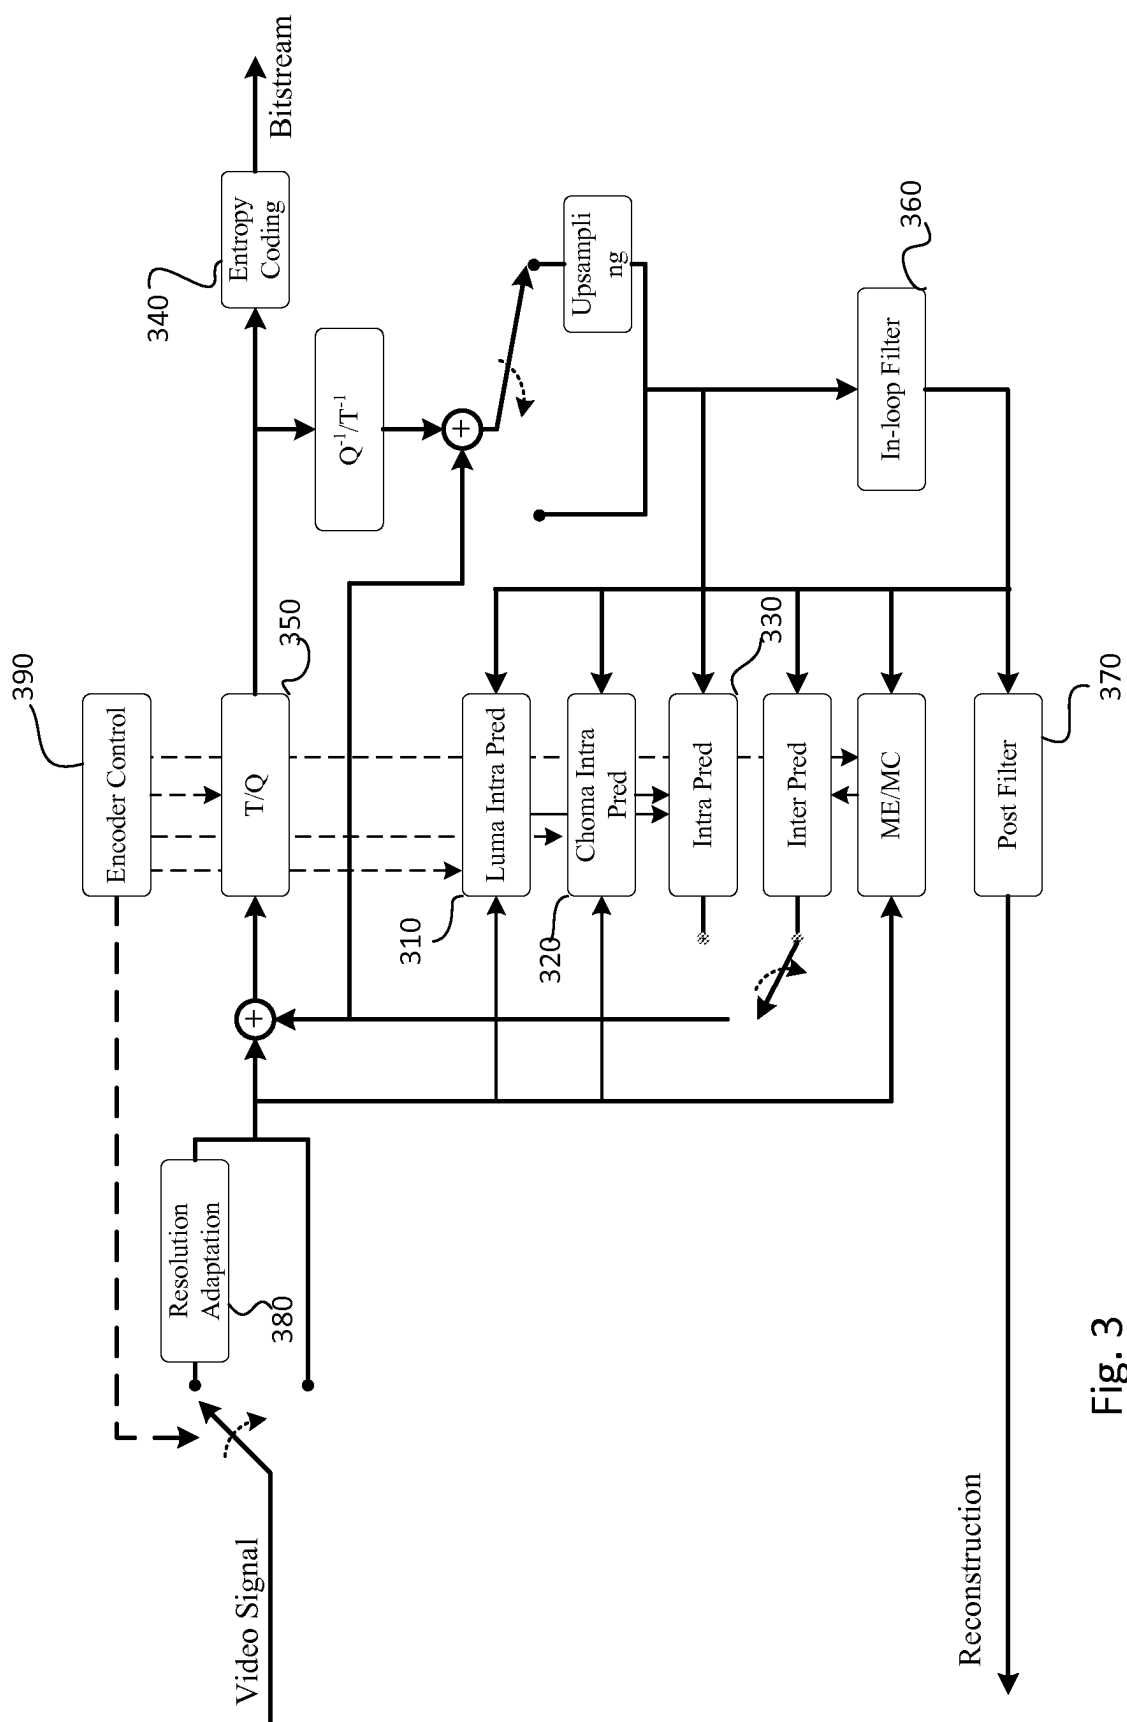 390
Encoder Control
340
Entropy
Coding
Bitstream
Video Signal
Resolution
Adaptation
380
T/Q
350
Q⁻¹/T⁻¹
+
+
Upsampli
ng
310
Luma Intra Pred
320
Choma Intra
Pred
Intra Pred
330
Inter Pred
ME/MC
In-loop Filter
360
Post Filter
370
Reconstruction
Fig. 3